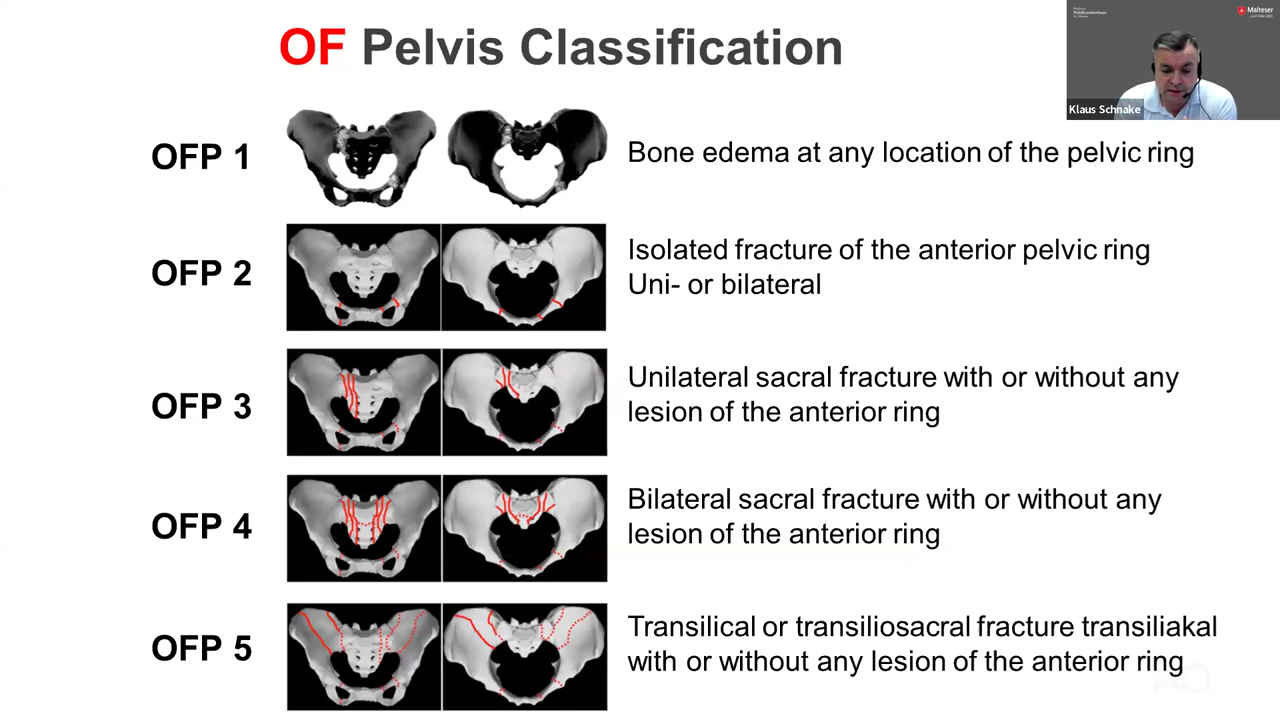 OF Pelvis Classification
Malteser
Klaus Schnake
OFP 1
Bone edema at any location of the pelvic ring
OFP 2
Isolated fracture of the anterior pelvic ring
Uni- or bilateral
OFP 3
Unilateral sacral fracture with or without any
lesion of the anterior ring
OFP 4
Bilateral sacral fracture with or without any
lesion of the anterior ring
OFP 5
Transilical or transiliosacral fracture transiliakal
with or without any lesion of the anterior ring